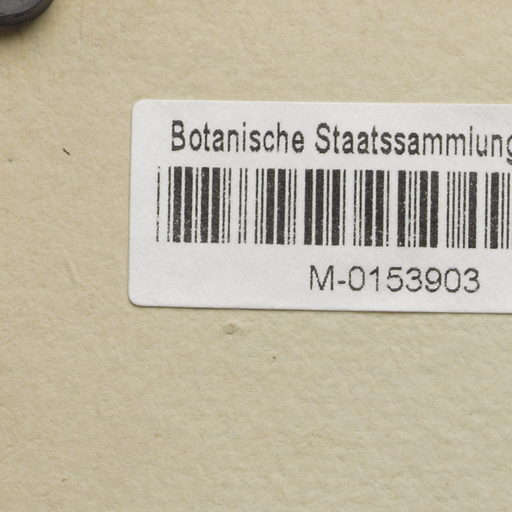 Botanische Staatssammlung
M-0153903